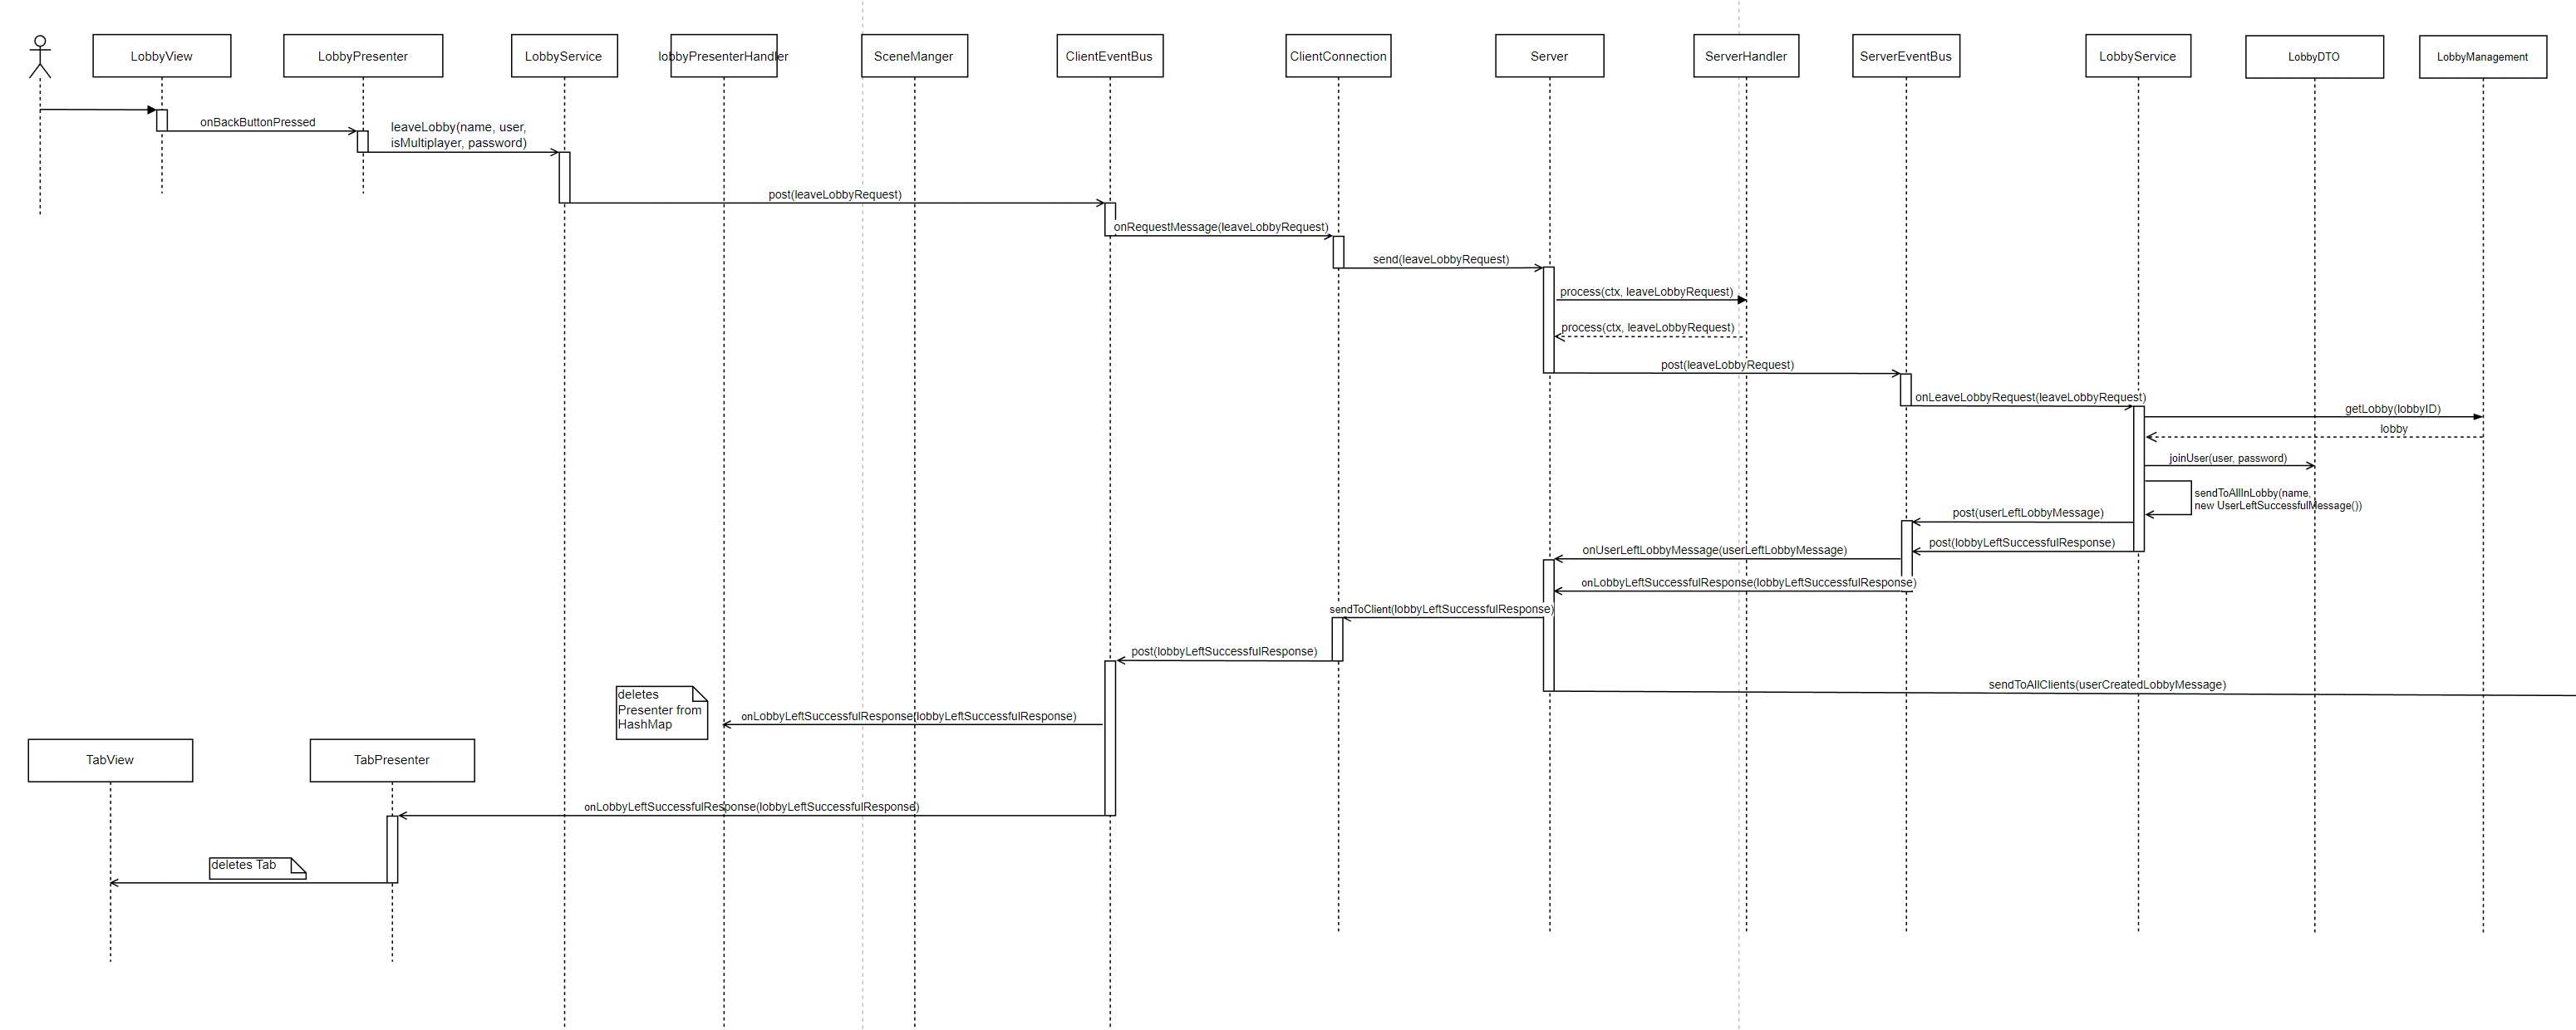 LobbyView
LobbyPresenter
LobbyService
lobbyPresenterHandler
SceneManger
ClientEventBus
ClientConnection
Server
ServerHandler
ServerEventBus
LobbyService
LobbyDTO
LobbyManagement
onBackButtonPressed
leaveLobby(name, user,
isMultiplayer, password)
post(leaveLobbyRequest)
onRequestMessage(leaveLobbyRequest)
send(leaveLobbyRequest)
process(ctx, leaveLobbyRequest)
process(ctx, leaveLobbyRequest)
post(leaveLobbyRequest)
onLeaveLobbyRequest(leaveLobbyRequest)
getLobby(lobbyID)
lobby
joinUser(user, password)
sendToAllInLobby(name,
new UserLeftSuccessfulMessage())
post(userLeftLobbyMessage)
post(lobbyLeftSuccessfulResponse)
onUserLeftLobbyMessage(userLeftLobbyMessage)
onLobbyLeftSuccessfulResponse(lobbyLeftSuccessfulResponse)
sendToClient(lobbyLeftSuccessfulResponse)
post(lobbyLeftSuccessfulResponse)
sendToAllClients(userCreatedLobbyMessage)
deletes
Presenter from
HashMap
onLobbyLeftSuccessfulResponse(lobbyLeftSuccessfulResponse)
TabView
TabPresenter
onLobbyLeftSuccessfulResponse(lobbyLeftSuccessfulResponse)
deletes Tab